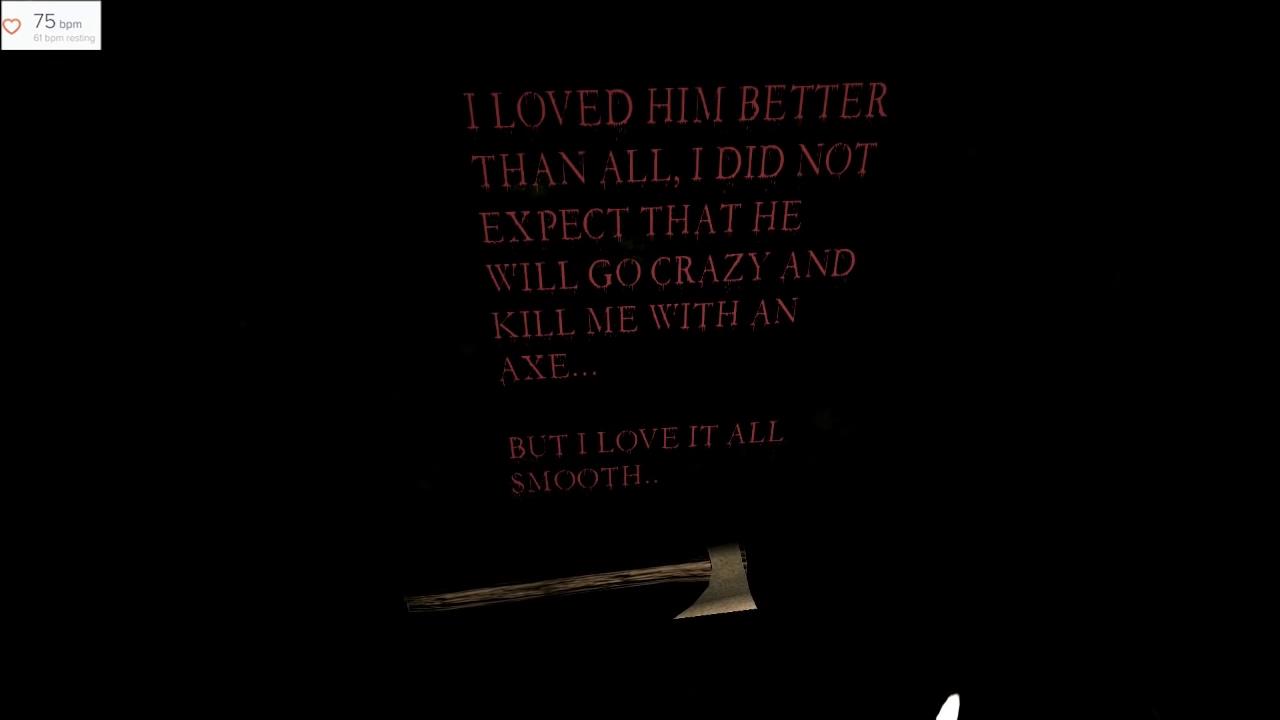 75 bpm
61 bpm resting
I LOVED HIM BETTER
THAN ALL, I DID NOT
EXPECT THAT HE
WILL GO CRAZY AND
KILL ME WITH AN
AXE...
BUT I LOVE IT ALL
SMOOTH..